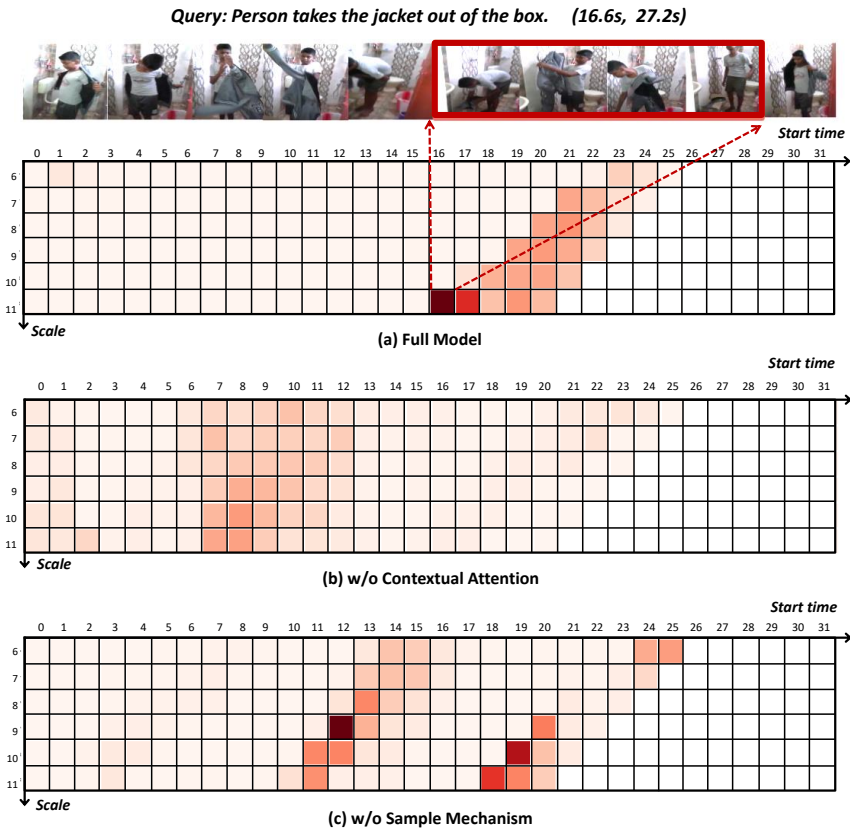 Query: Person takes the jacket out of the box. (16.6s, 27.2s)
Start time
0 1 2 3 4 5 6 7 8 9 10 11 12 13 14 15 16 17 18 19 20 21 22 23 24 25 26 27 28 29 30 31
6
7
8
9
10
11
Scale
(a) Full Model
Start time
0 1 2 3 4 5 6 7 8 9 10 11 12 13 14 15 16 17 18 19 20 21 22 23 24 25 26 27 28 29 30 31
6
7
8
9
10
11
Scale
(b) w/o Contextual Attention
Start time
0 1 2 3 4 5 6 7 8 9 10 11 12 13 14 15 16 17 18 19 20 21 22 23 24 25 26 27 28 29 30 31
6
7
8
9
10
11
Scale
(c) w/o Sample Mechanism